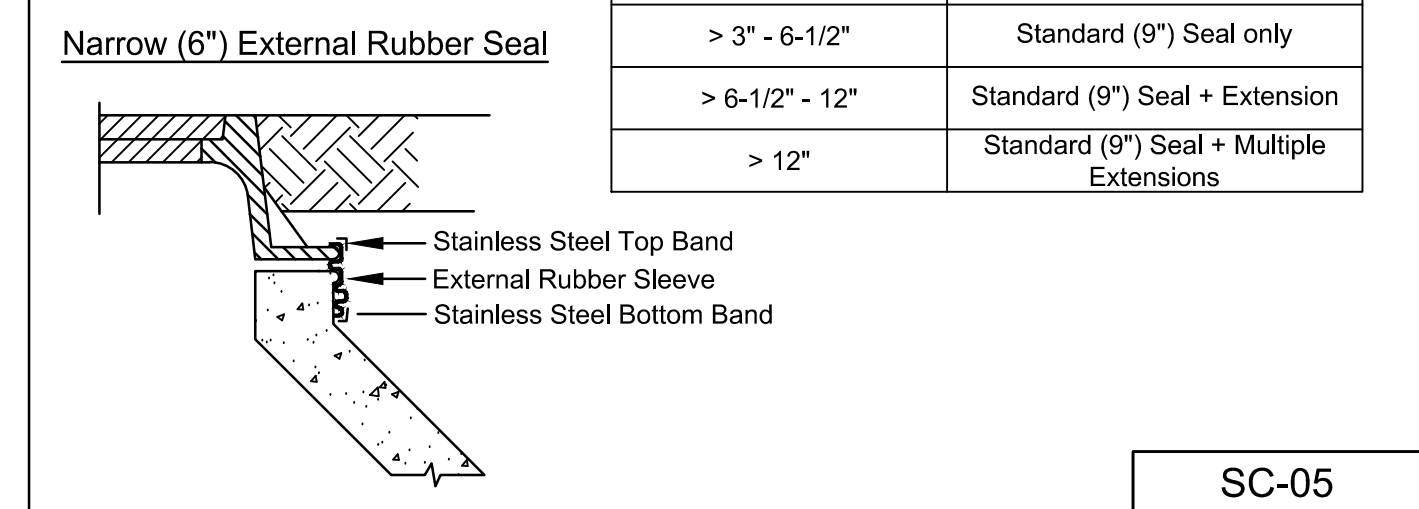 Narrow (6") External Rubber Seal
> 3" - 6-1/2"
Standard (9") Seal only
> 6-1/2" - 12"
Standard (9") Seal + Extension
> 12"
Standard (9") Seal + Multiple
Extensions
Stainless Steel Top Band
External Rubber Sleeve
Stainless Steel Bottom Band
SC-05